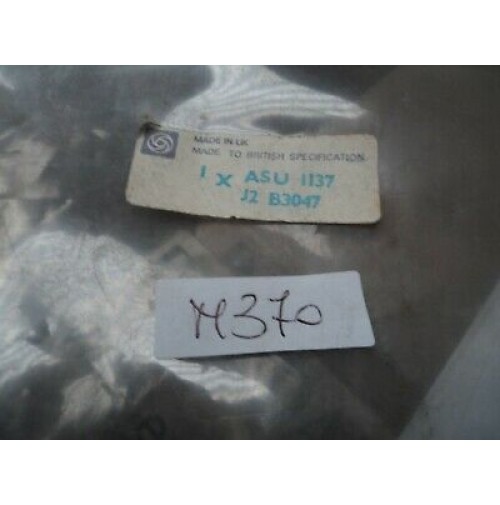 MADE IN UK
MADE TO BRITISH SPECIFICATION
1 X ASU 1137
J2 B3047
M370